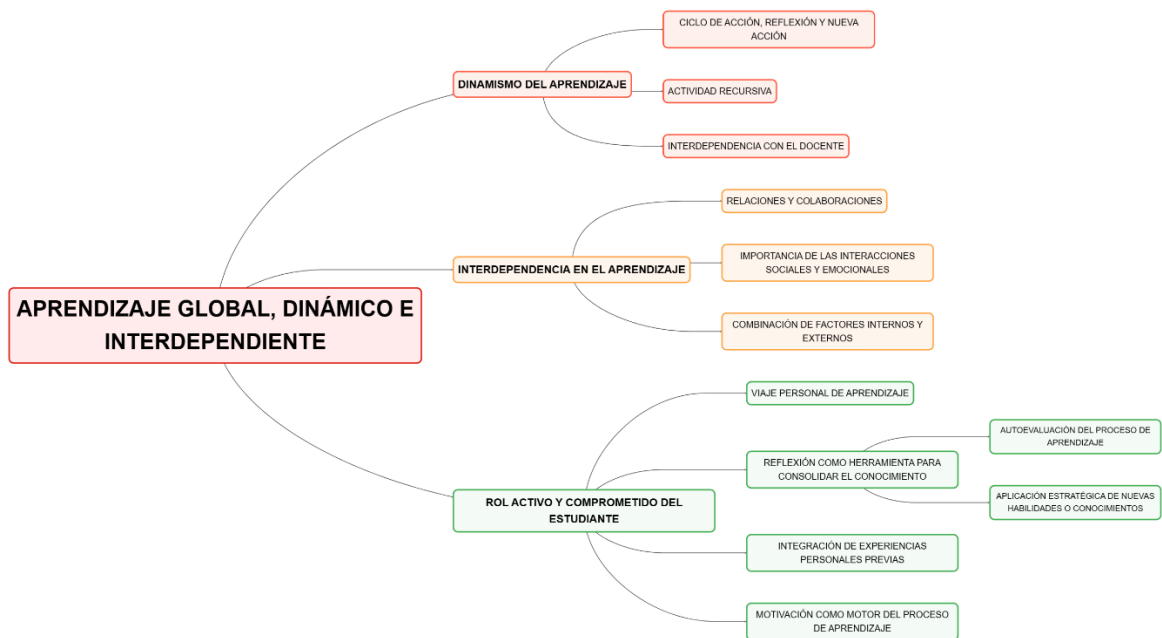 APRENDIZAJE GLOBAL, DINÁMICO E
INTERDEPENDIENTE
DINAMISMO DEL APRENDIZAJE
CICLO DE ACCIÓN, REFLEXIÓN Y NUEVA
ACCIÓN
ACTIVIDAD RECURSIVA
INTERDEPENDENCIA CON EL DOCENTE
INTERDEPENDENCIA EN EL APRENDIZAJE
RELACIONES Y COLABORACIONES
IMPORTANCIA DE LAS INTERACCIONES
SOCIALES Y EMOCIONALES
COMBINACIÓN DE FACTORES INTERNOS Y
EXTERNOS
ROL ACTIVO Y COMPROMETIDO DEL
ESTUDIANTE
VIAJE PERSONAL DE APRENDIZAJE
REFLEXIÓN COMO HERRAMIENTA PARA
CONSOLIDAR EL CONOCIMIENTO
AUTOEVALUACIÓN DEL PROCESO DE
APRENDIZAJE
APLICACIÓN ESTRATÉGICA DE NUEVAS
HABILIDADES O CONOCIMIENTOS
INTEGRACIÓN DE EXPERIENCIAS
PERSONALES PREVIAS
MOTIVACIÓN COMO MOTOR DEL PROCESO
DE APRENDIZAJE